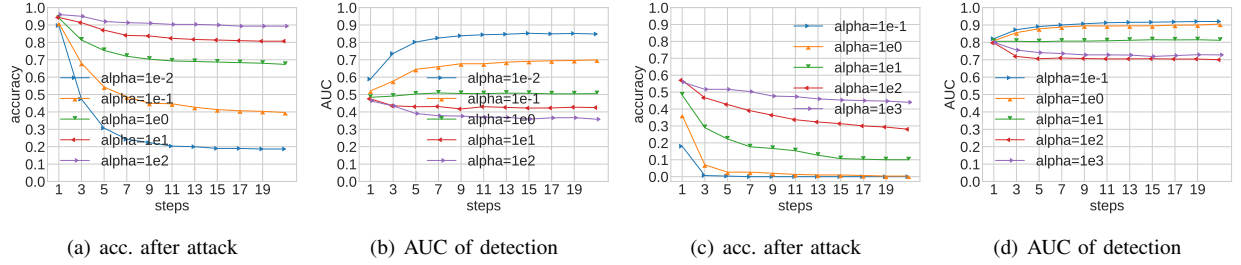 accuracy
1.0
0.9
0.8
0.7
0.6
0.5
0.4
0.3
0.2
0.1
0.0
alpha=1e-2
alpha=1e-1
alpha=1e0
alpha=1e1
alpha=1e2
1 3 5 7 9 11 13 15 17 19
steps
(a) acc. after attack
AUC
1.0
0.9
0.8
0.7
0.6
0.5
0.4
0.3
0.2
0.1
0.0
alpha=1e-2
alpha=1e-1
alpha=1e0
alpha=1e1
alpha=1e2
1 3 5 7 9 11 13 15 17 19
steps
(b) AUC of detection
accuracy
1.0
0.9
0.8
0.7
0.6
0.5
0.4
0.3
0.2
0.1
0.0
alpha=1e-1
alpha=1e0
alpha=1e1
alpha=1e2
alpha=1e3
1 3 5 7 9 11 13 15 17 19
steps
(c) acc. after attack
AUC
1.0
0.9
0.8
0.7
0.6
0.5
0.4
0.3
0.2
0.1
0.0
alpha=1e-1
alpha=1e0
alpha=1e1
alpha=1e2
alpha=1e3
1 3 5 7 9 11 13 15 17 19
steps
(d) AUC of detection